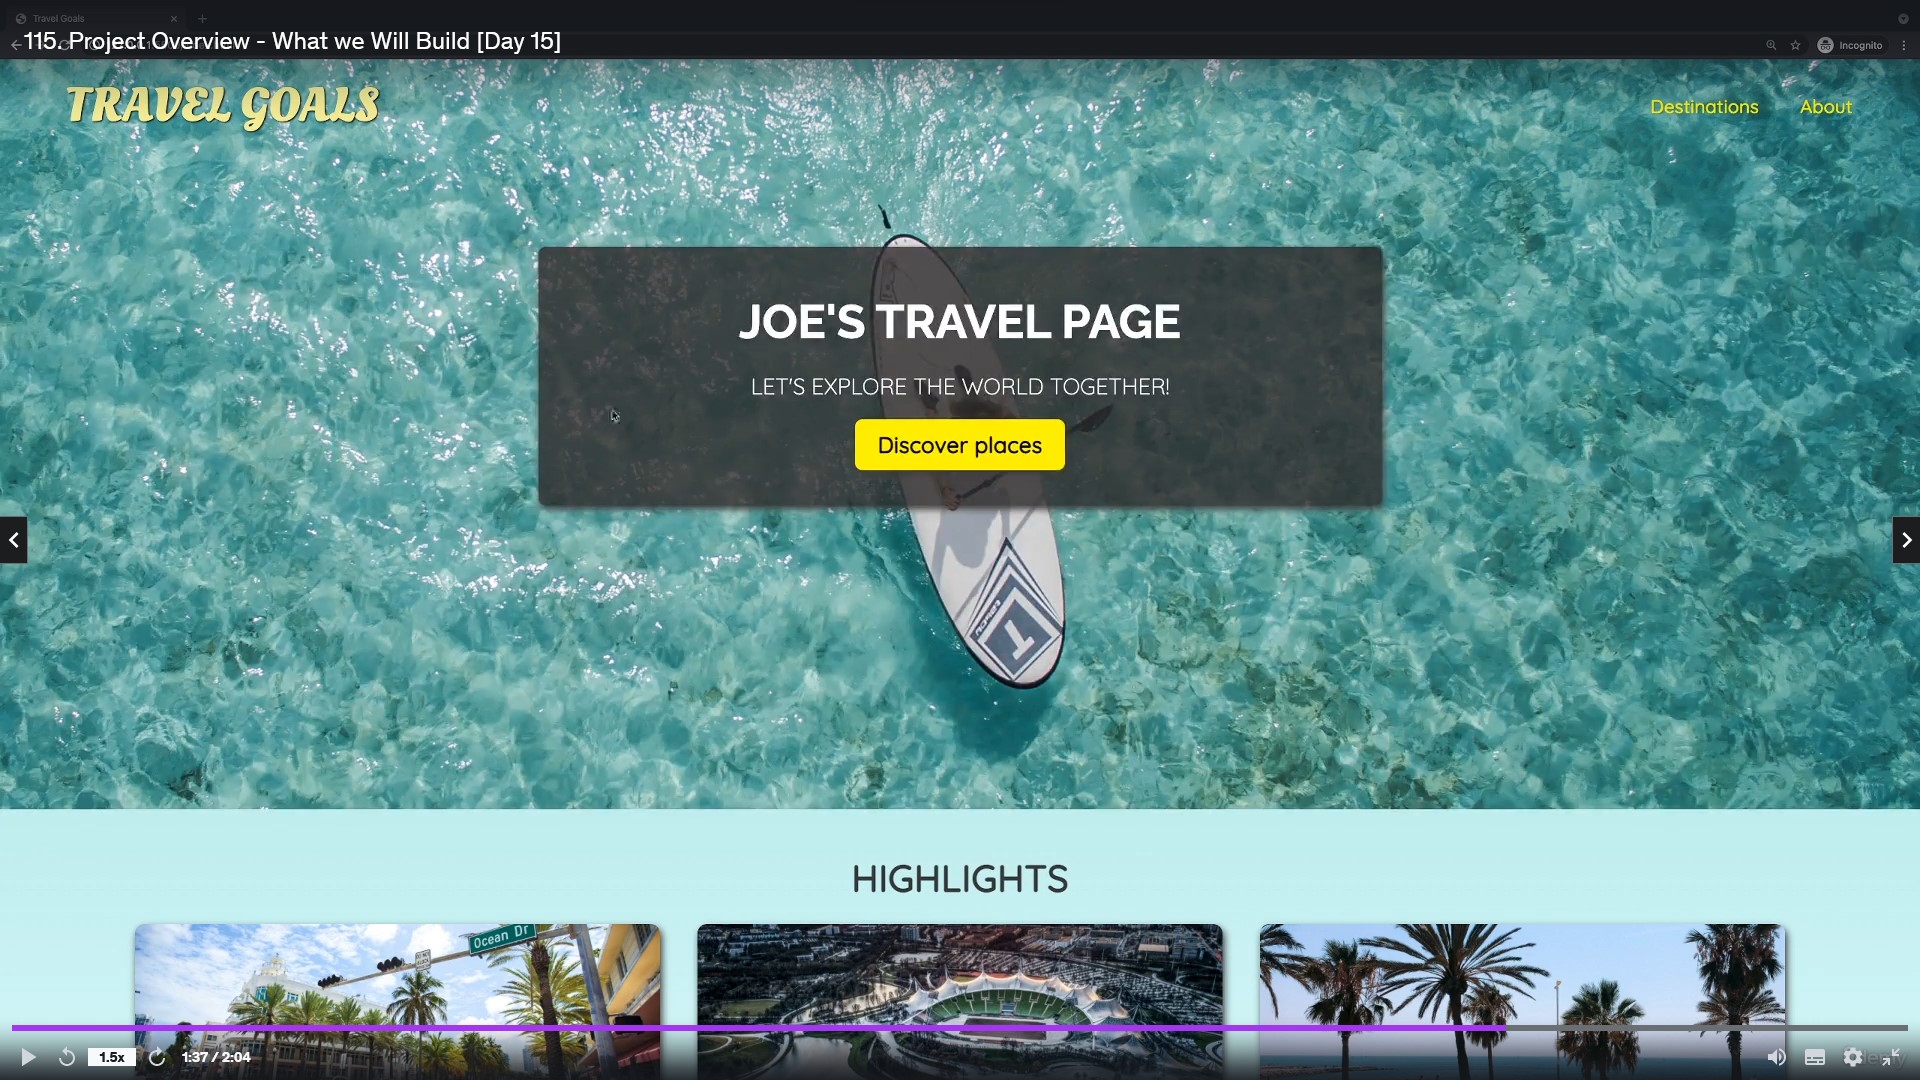 Travel Goals
115. Project Overview - What we Will Build [Day 15]
Incognito
TRAVEL GOALS
Destinations
About
JOE'S TRAVEL PAGE
LET'S EXPLORE THE WORLD TOGETHER!
Discover places
HIGHLIGHTS
Ocean Dr
1.5x
1:37 / 2:04